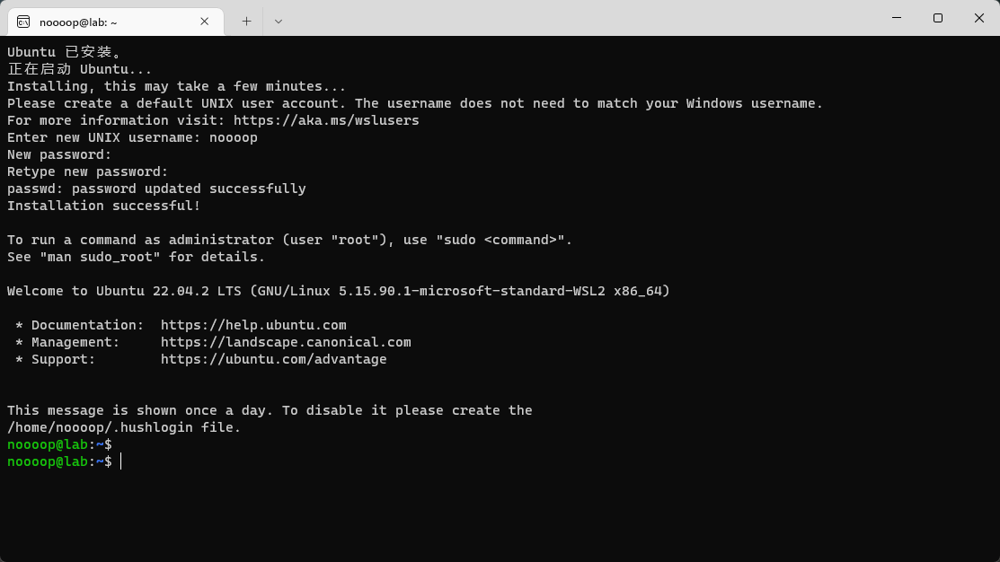 noooop@lab: ~
Ubuntu 已安装。
正在启动 Ubuntu...
Installing, this may take a few minutes...
Please create a default UNIX user account. The username does not need to match your Windows username.
For more information visit: https://aka.ms/wslusers
Enter new UNIX username: noooop
New password:
Retype new password:
passwd: password updated successfully
Installation successful!
To run a command as administrator (user "root"), use "sudo <command>".
See "man sudo_root" for details.
Welcome to Ubuntu 22.04.2 LTS (GNU/Linux 5.15.90.1-microsoft-standard-WSL2 x86_64)
* Documentation:  https://help.ubuntu.com
* Management:     https://landscape.canonical.com
* Support:        https://ubuntu.com/advantage
This message is shown once a day. To disable it please create the
/home/noooop/.hushlogin file.
noooop@lab:~$
noooop@lab:~$